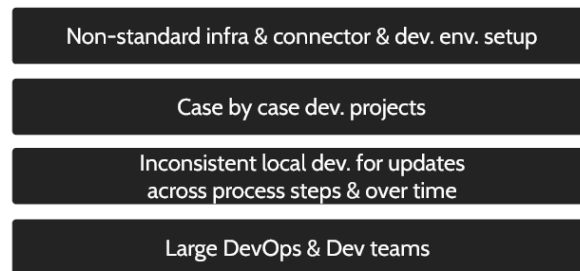 Non-standard infra & connector & dev. env. setup
Case by case dev. projects
Inconsistent local dev. for updates
across process steps & over time
Large DevOps & Dev teams